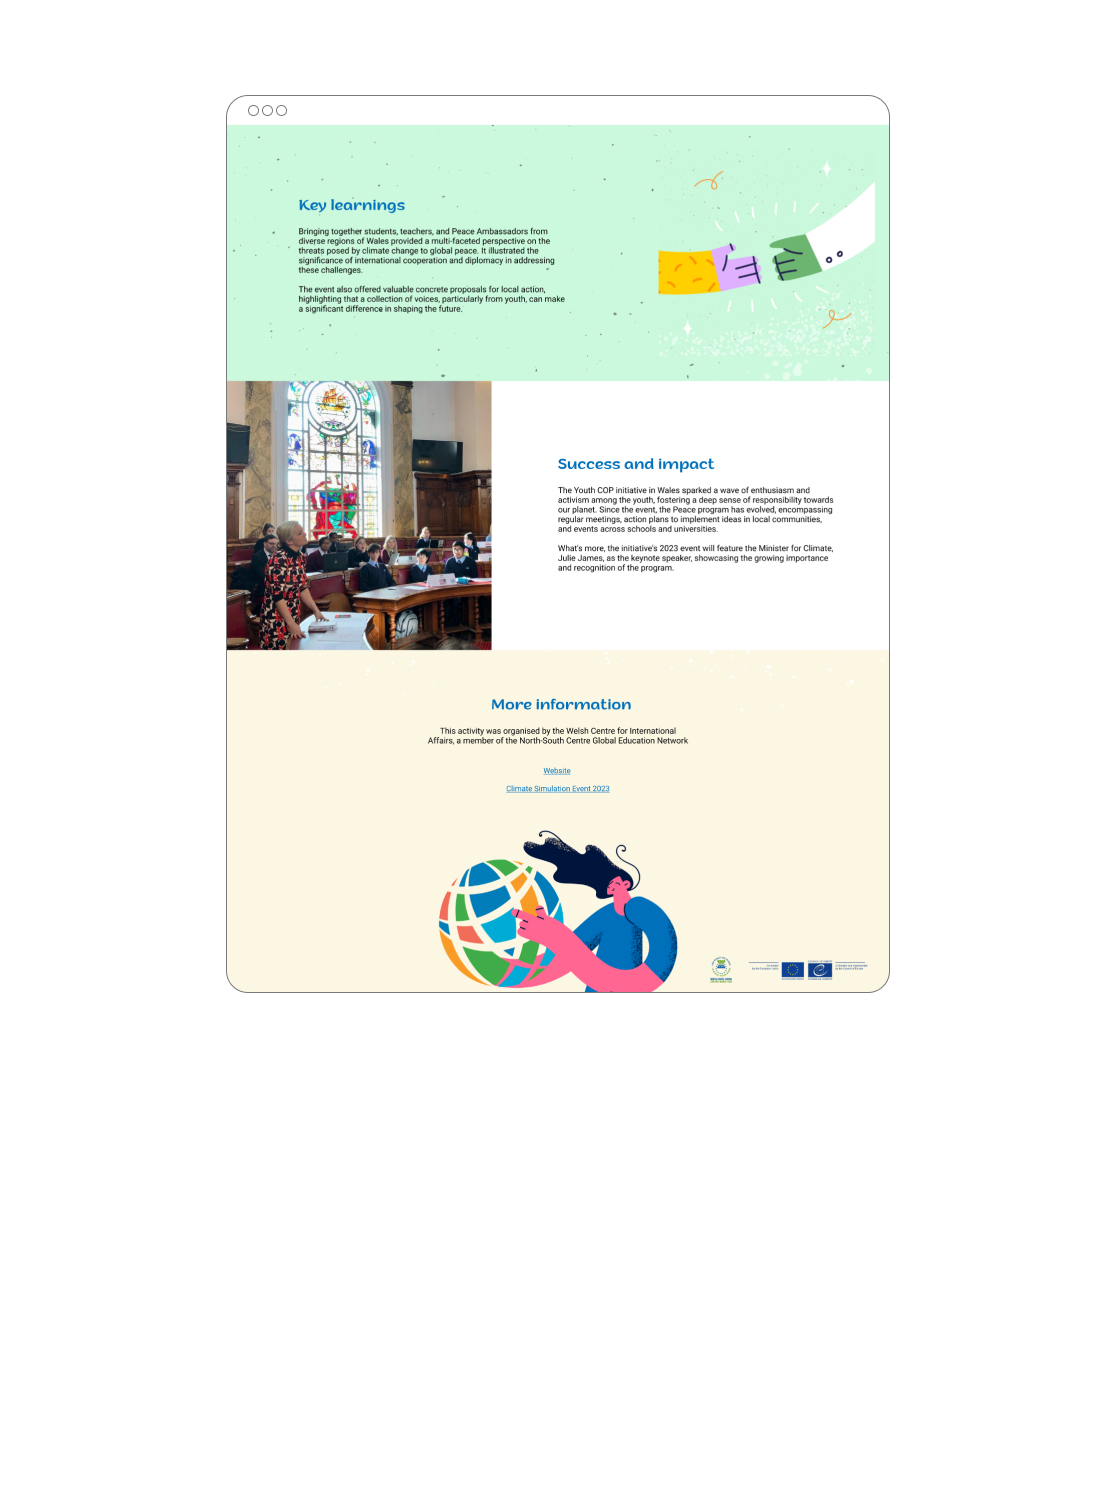 Key learnings
Bringing together students, teachers, and Peace Ambassadors from
diverse regions of Wales provided a multi-faceted perspective on the
threats posed by climate change to global peace. It illustrated the
significance of international cooperation and diplomacy in addressing
these challenges.
The event also offered valuable concrete proposals for local action,
highlighting that a collection of voices, particularly from youth, can make
a significant difference in shaping the future.
Success and impact
The Youth COP initiative in Wales sparked a wave of enthusiasm and
activism among the youth, fostering a deep sense of responsibility towards
our planet. Since the event, the Peace program has evolved, encompassing
regular meetings, action plans to implement ideas in local communities,
and events across schools and universities.
What's more, the initiative's 2023 event will feature the Minister for Climate,
Julie James, as the keynote speaker, showcasing the growing importance
and recognition of the program.
More information
This activity was organised by the Welsh Centre for International
Affairs, a member of the North-South Centre Global Education Network
Website
Climate Simulation Event 2023